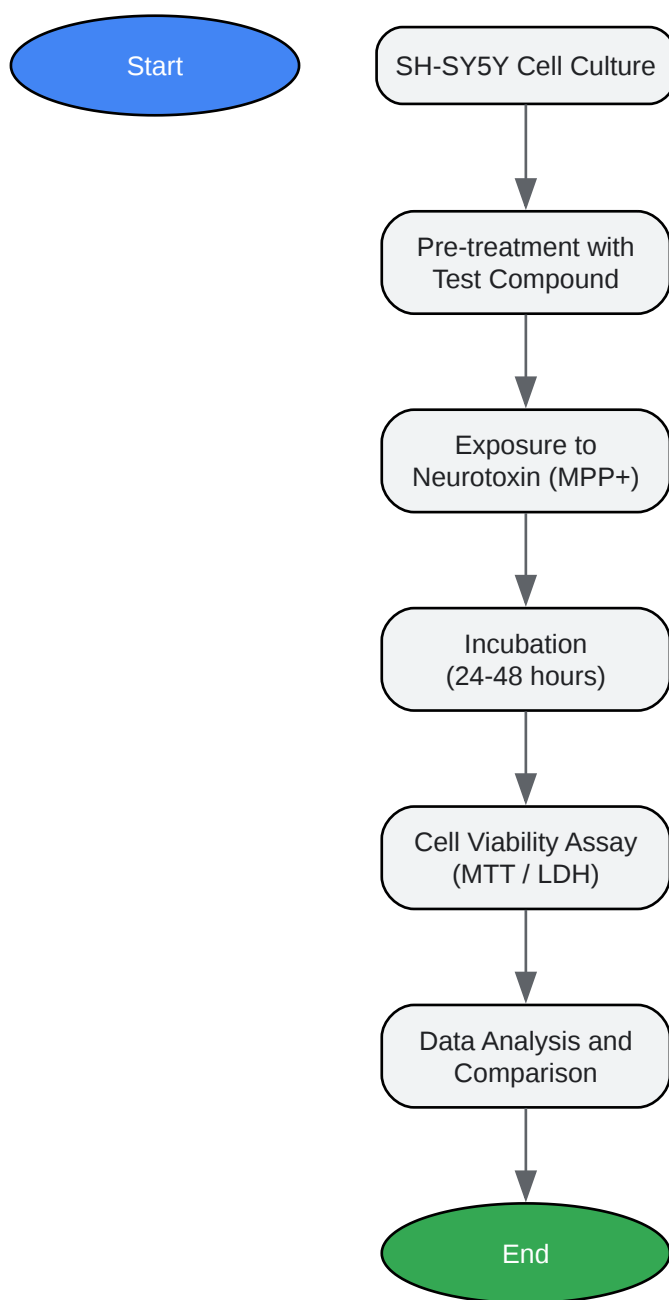 Start
SH-SY5Y Cell Culture
Pre-treatment with
Test Compound
Exposure to
Neurotoxin (MPP+)
Incubation
(24-48 hours)
Cell Viability Assay
(MTT / LDH)
Data Analysis and
Comparison
End